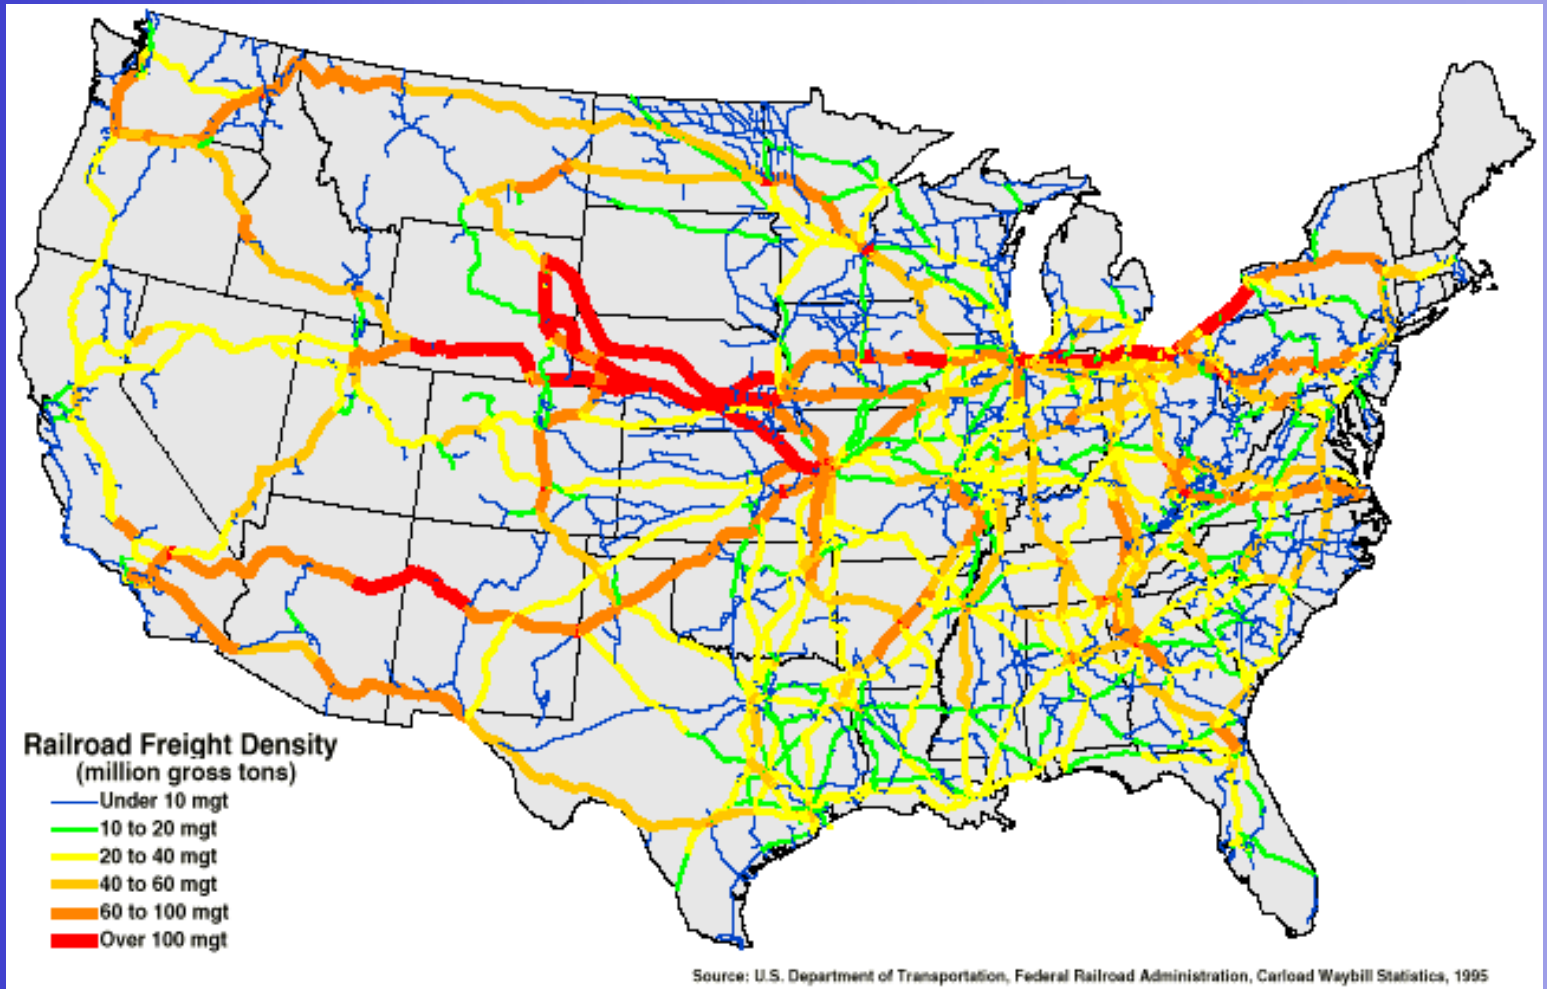 Railroad Freight Density
(million gross tons)
Under 10 mgt
10 to 20 mgt
20 to 40 mgt
40 to 60 mgt
60 to 100 mgt
Over 100 mgt
Source: U.S. Department of Transportation, Federal Railroad Administration, Carload Waybill Statistics, 1995